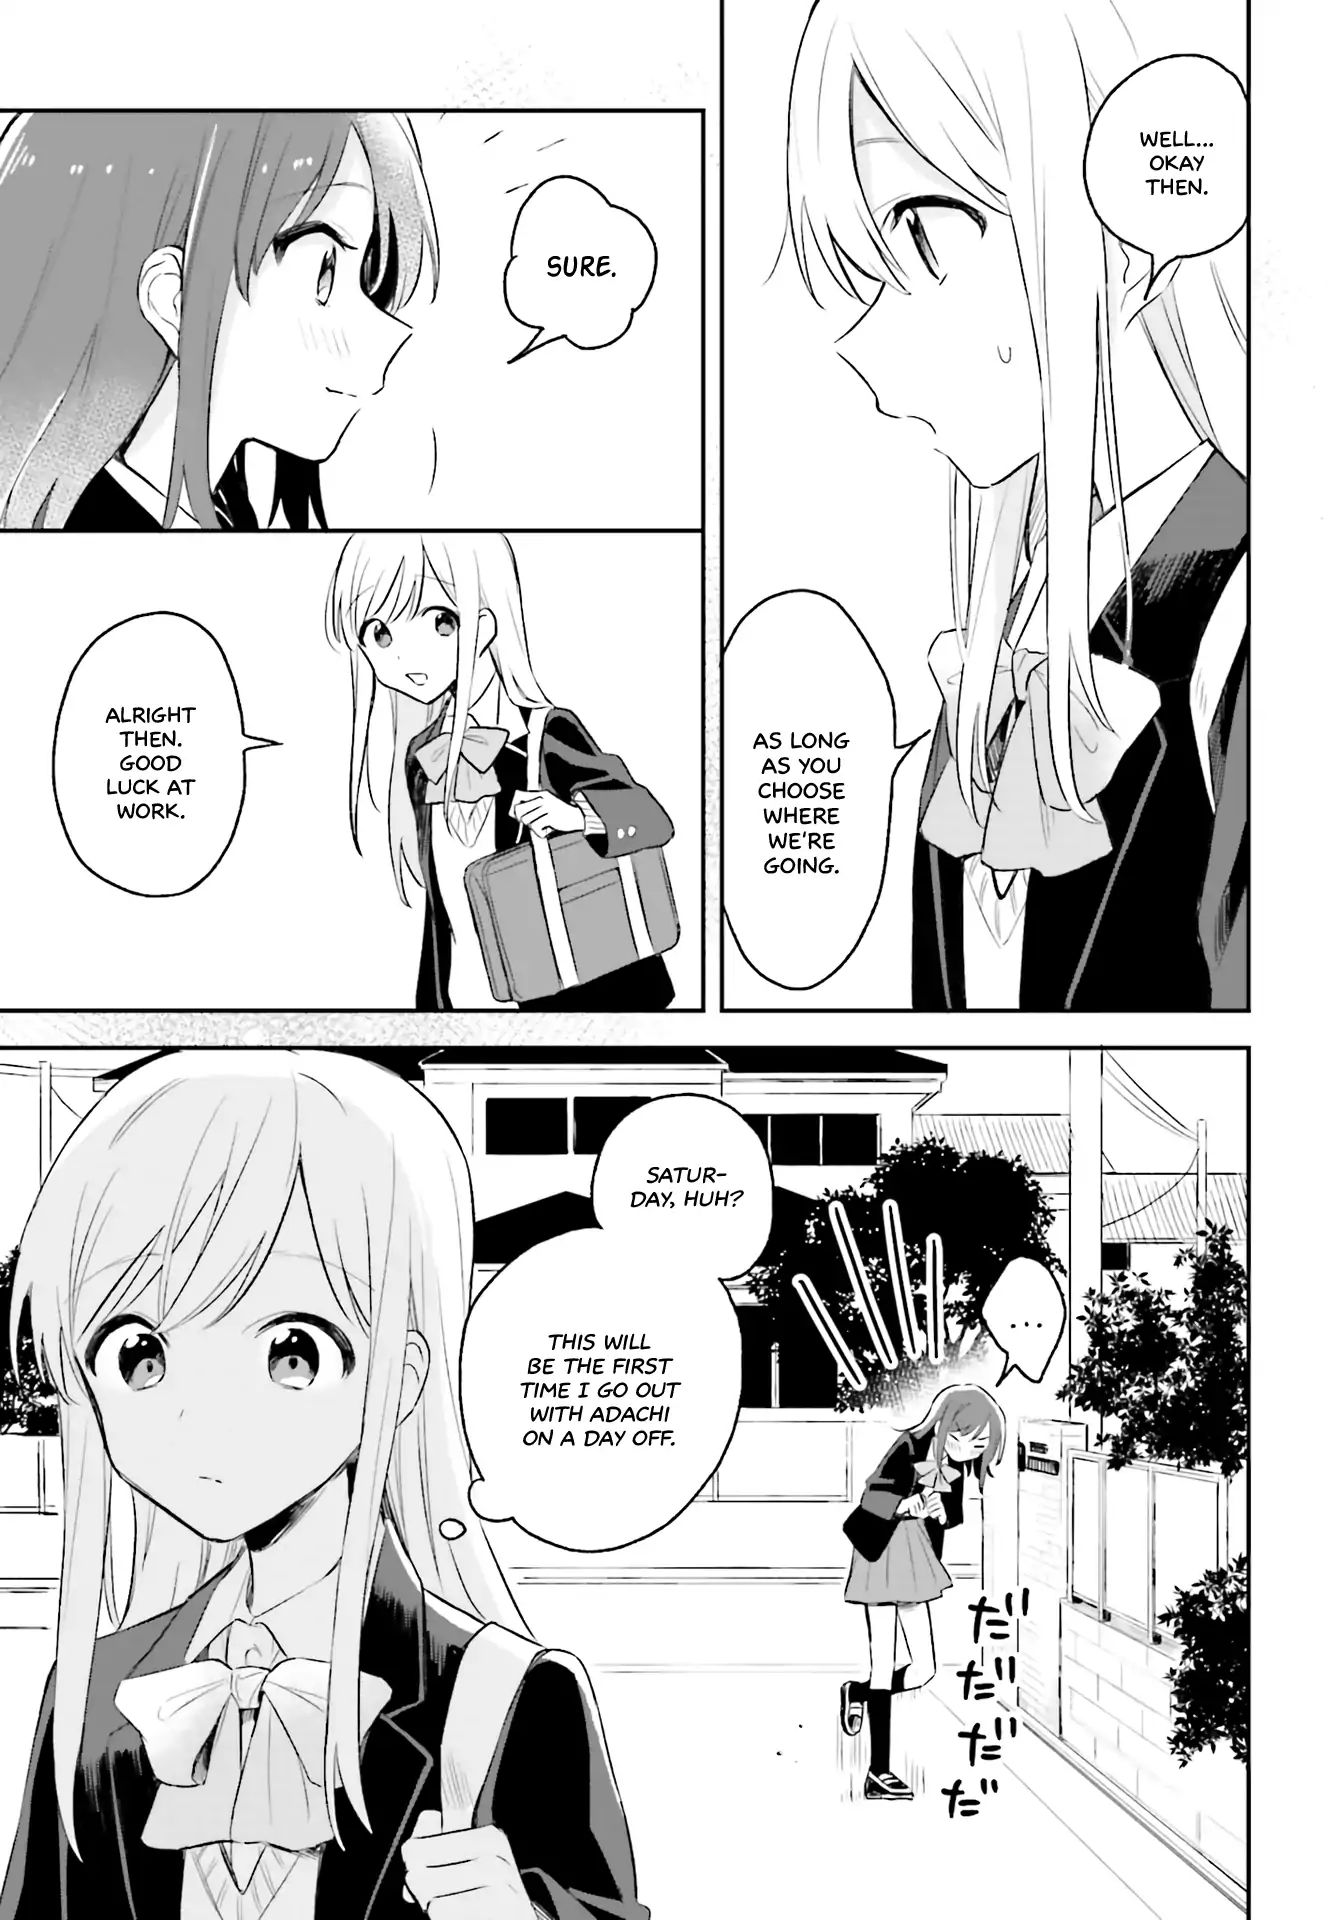 WELL...
OKAY
THEN.
AS LONG
AS YOU
CHOOSE
WHERE
WE'RE
GOING.
SURE.
ALRIGHT
THEN.
GOOD
LUCK AT
WORK.
...
SATUR-
DAY, HUH?
THIS WILL
BE THE FIRST
TIME I GO OUT
WITH ADACHI
ON A DAY OFF.
だ
だ
だ
だ